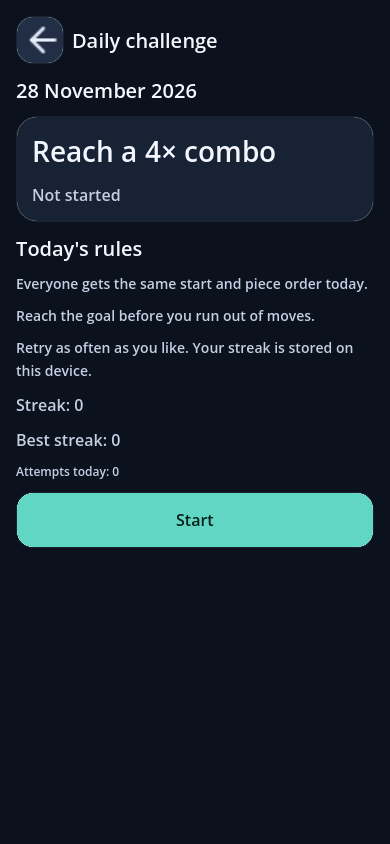 Daily challenge
28 November 2026
Reach a 4× combo
Not started
Today's rules
Everyone gets the same start and piece order today.
Reach the goal before you run out of moves.
Retry as often as you like. Your streak is stored on
this device.
Streak: 0
Best streak: 0
Attempts today: 0
Start